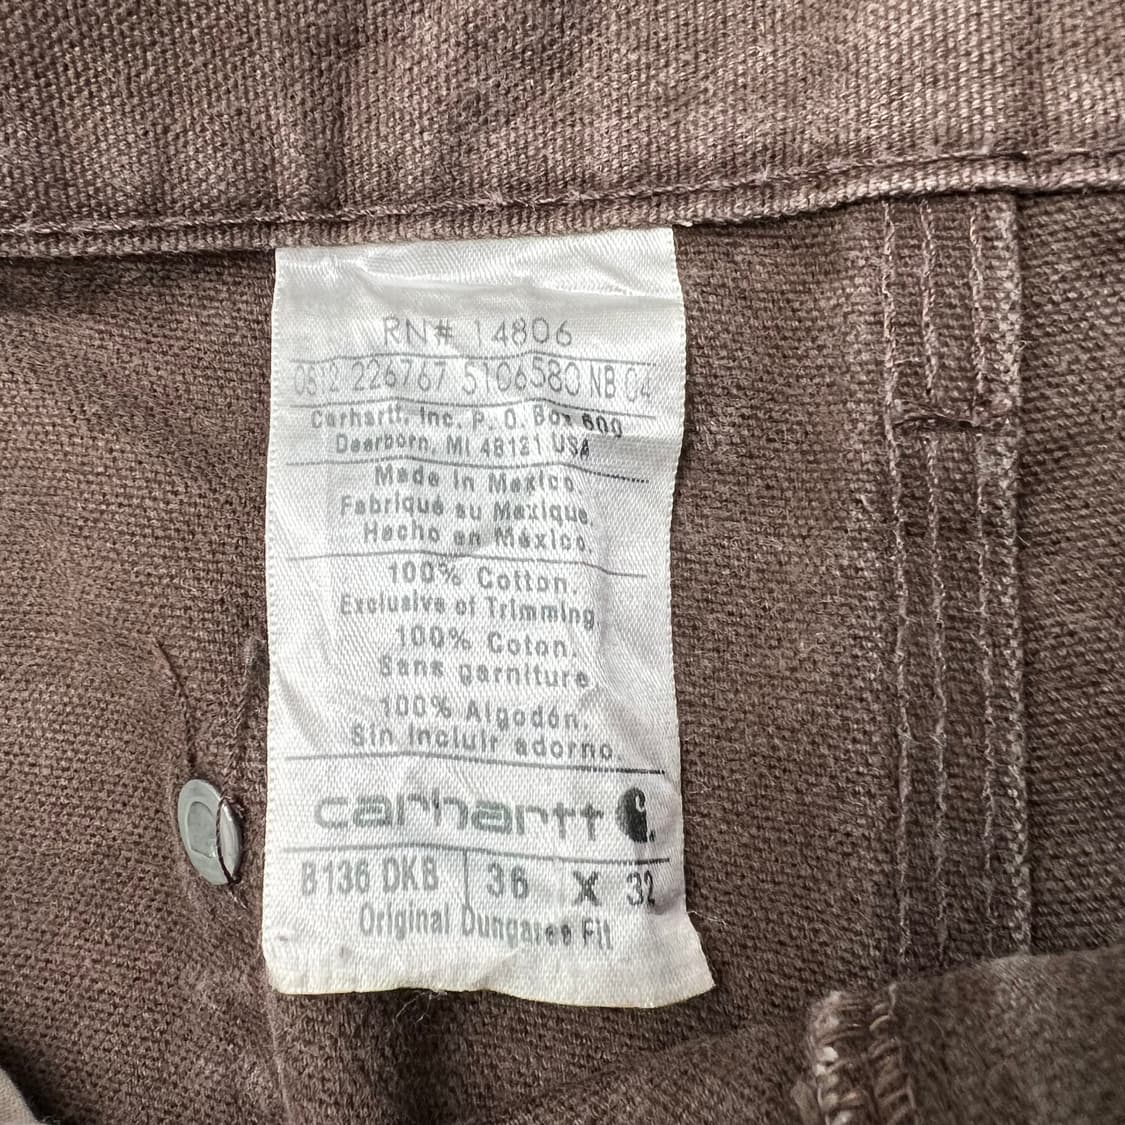 RN# 14806
0512 226767 5106580 NB 04
Carhartt, Inc. P. O. Box 600
Dearborn, MI 48121 USA
Made in Mexico.
Fabriqué au Mexique.
Hecho en México.
100% Cotton.
Exclusive of Trimming
100% Coton.
Sans garniture
100% Algodón.
Sin incluir adorno.
carhartt
B136 DKB 36 X 32
Original Dungaree Fit